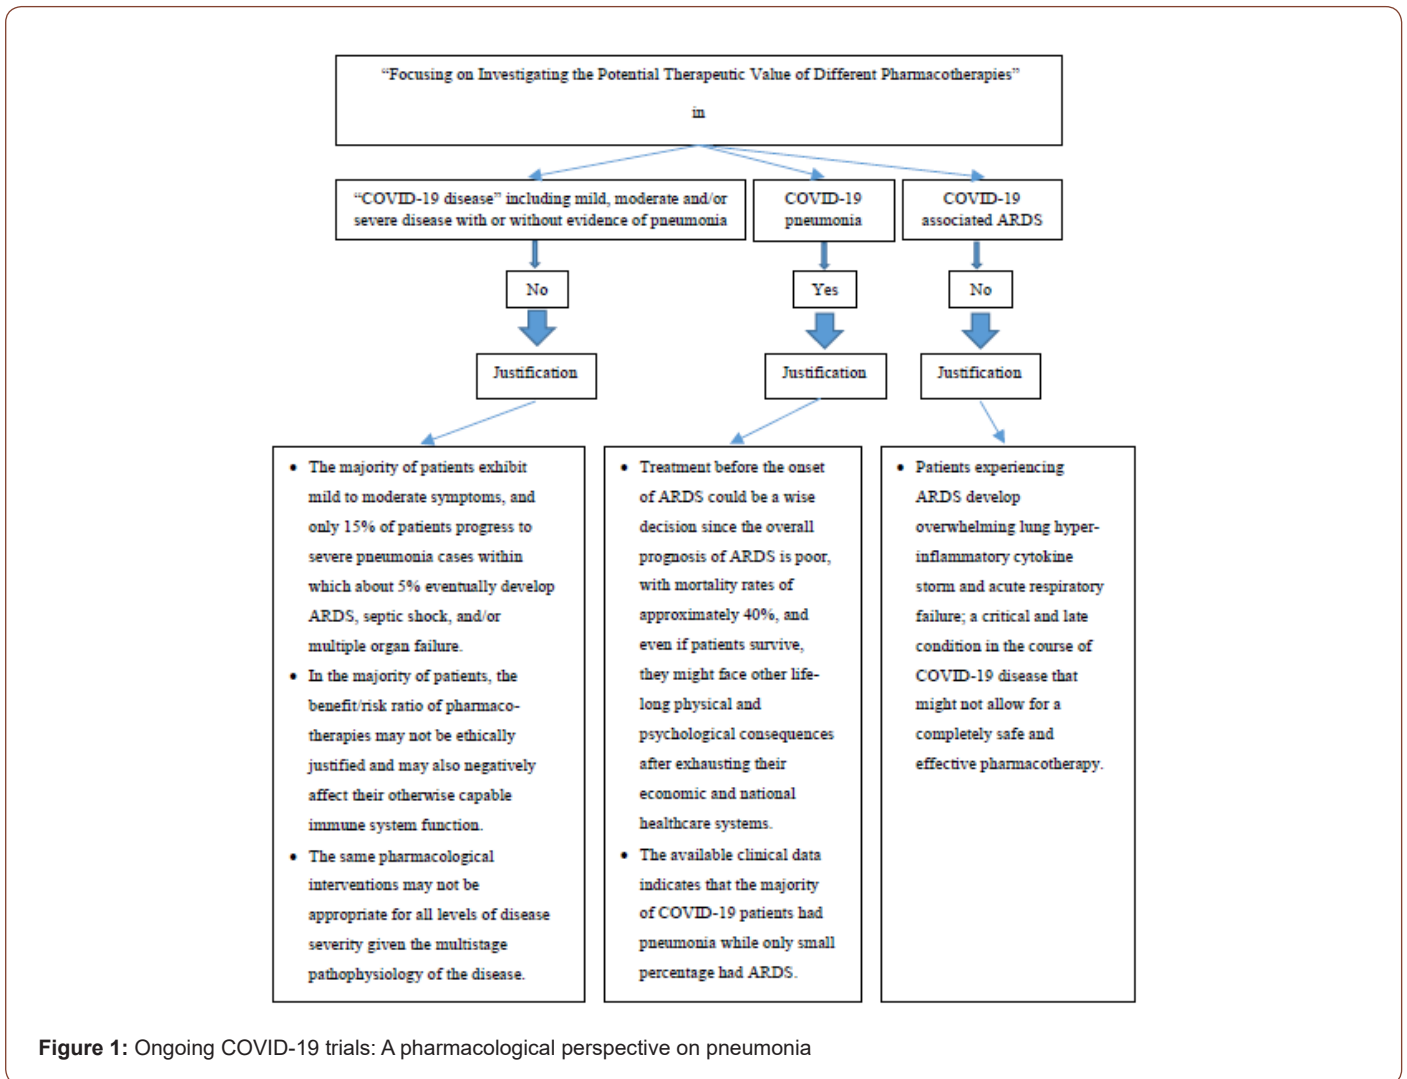 “Focusing on Investigating the Potential Therapeutic Value of Different Pharmacotherapies”
in
“COVID-19 disease” including mild, moderate and/or
severe disease with or without evidence of pneumonia
COVID-19
pneumonia
COVID-19
associated ARDS
No
Yes
No
Justification
Justification
Justification
• The majority of patients exhibit
mild to moderate symptoms, and
only 15% of patients progress to
severe pneumonia cases within
which about 5% eventually develop
ARDS, septic shock, and/or
multiple organ failure.
• In the majority of patients, the
benefit/risk ratio of pharmaco-
therapies may not be ethically
justified and may also negatively
affect their otherwise capable
immune system function.
• The same pharmacological
interventions may not be
appropriate for all levels of disease
severity given the multistage
pathophysiology of the disease.
• Treatment before the onset
of ARDS could be a wise
decision since the overall
prognosis of ARDS is poor,
with mortality rates of
approximately 40%, and
even if patients survive,
they might face other life-
long physical and
psychological consequences
after exhausting their
economic and national
healthcare systems.
• The available clinical data
indicates that the majority
of COVID-19 patients had
pneumonia while only small
percentage had ARDS.
• Patients experiencing
ARDS develop
overwhelming lung hyper-
inflammatory cytokine
storm and acute respiratory
failure; a critical and late
condition in the course of
COVID-19 disease that
might not allow for a
completely safe and
effective pharmacotherapy.
Figure 1: Ongoing COVID-19 trials: A pharmacological perspective on pneumonia